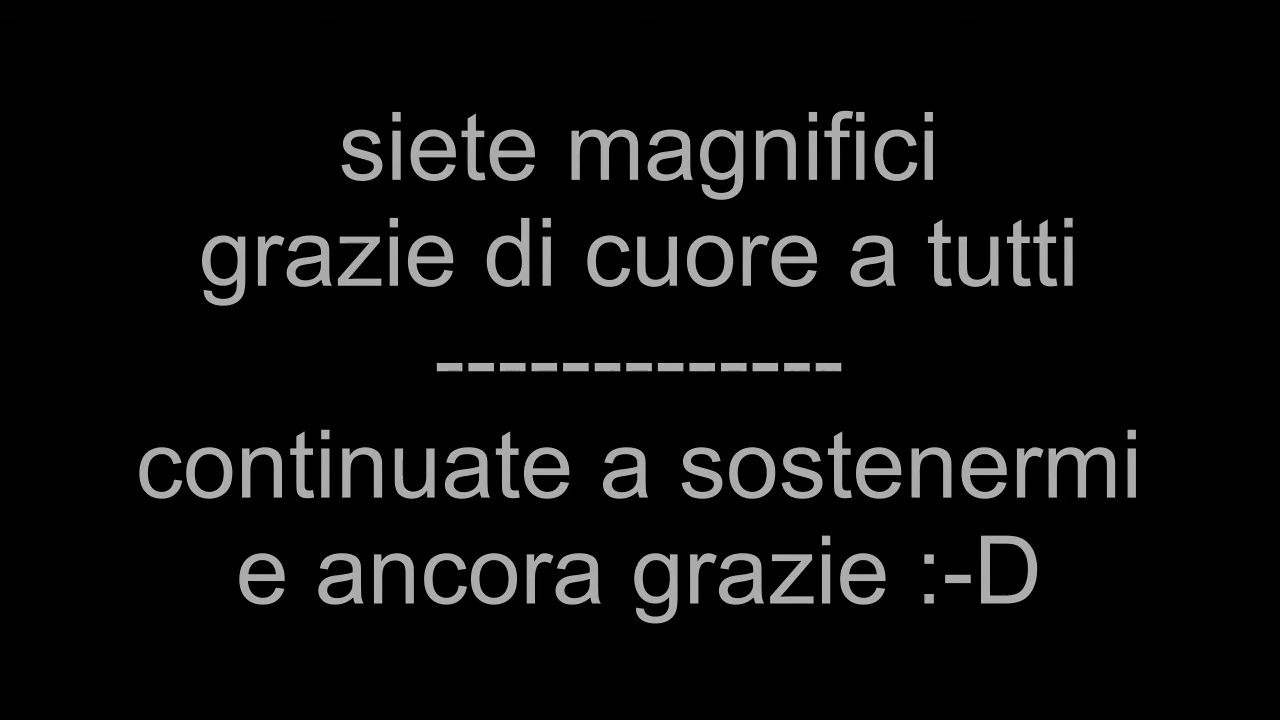 siete magnifici
grazie di cuore a tutti
-------------
continuate a sostenermi
e ancora grazie :-D